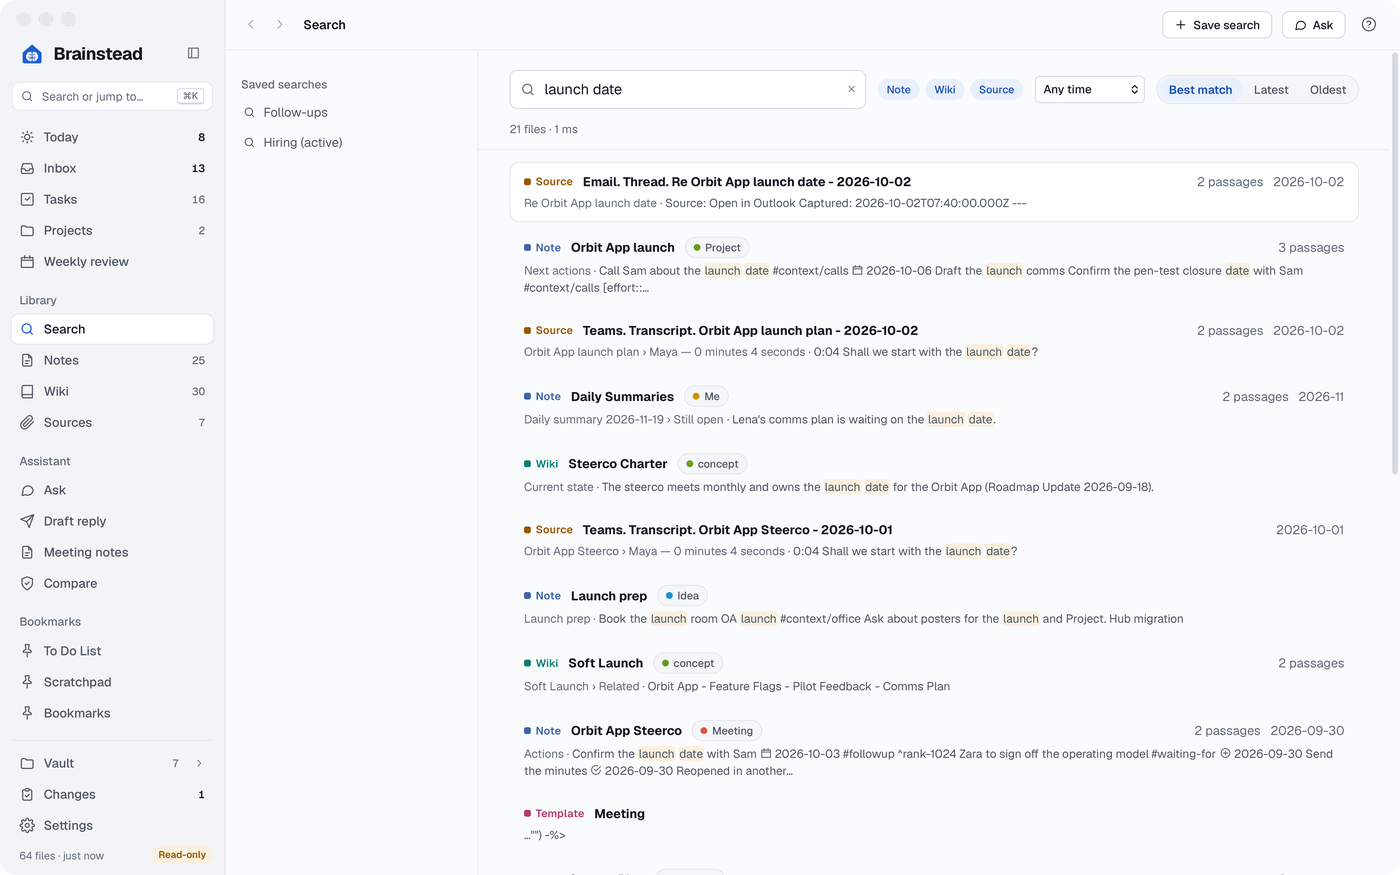 Brainstead
Search or jump to...
⌘K
Today 8
Inbox 13
Tasks 16
Projects 2
Weekly review
Library
Search
Notes 25
Wiki 30
Sources 7
Assistant
Ask
Draft reply
Meeting notes
Compare
Bookmarks
To Do List
Scratchpad
Bookmarks
Vault 7
Changes 1
Settings
64 files · just now
Read-only
Search
Save search
Ask
Saved searches
Follow-ups
Hiring (active)
launch date
Note Wiki Source
Any time
Best match Latest Oldest
21 files · 1 ms
Source Email. Thread. Re Orbit App launch date - 2026-10-02 2 passages 2026-10-02
Re Orbit App launch date · Source: Open in Outlook Captured: 2026-10-02T07:40:00.000Z ---
Note Orbit App launch Project 3 passages
Next actions · Call Sam about the launch date #context/calls 2026-10-06 Draft the launch comms Confirm the pen-test closure date with Sam
#context/calls [effort::...
Source Teams. Transcript. Orbit App launch plan - 2026-10-02 2 passages 2026-10-02
Orbit App launch plan › Maya — 0 minutes 4 seconds · 0:04 Shall we start with the launch date?
Note Daily Summaries Me 2 passages 2026-11
Daily summary 2026-11-19 › Still open · Lena's comms plan is waiting on the launch date.
Wiki Steerco Charter concept
Current state · The steerco meets monthly and owns the launch date for the Orbit App (Roadmap Update 2026-09-18).
Source Teams. Transcript. Orbit App Steerco - 2026-10-01 2026-10-01
Orbit App Steerco › Maya — 0 minutes 4 seconds · 0:04 Shall we start with the launch date?
Note Launch prep Idea
Launch prep · Book the launch room OA launch #context/office Ask about posters for the launch and Project. Hub migration
Wiki Soft Launch concept 2 passages
Soft Launch › Related · Orbit App - Feature Flags - Pilot Feedback - Comms Plan
Note Orbit App Steerco Meeting 2 passages 2026-09-30
Actions · Confirm the launch date with Sam 2026-10-03 #followup ^rank-1024 Zara to sign off the operating model #waiting-for 2026-09-30 Send
the minutes 2026-09-30 Reopened in another...
Template Meeting
..."") -%>